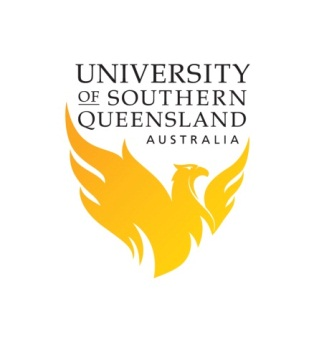 UNIVERSITY
OF SOUTHERN
QUEENSLAND
AUSTRALIA